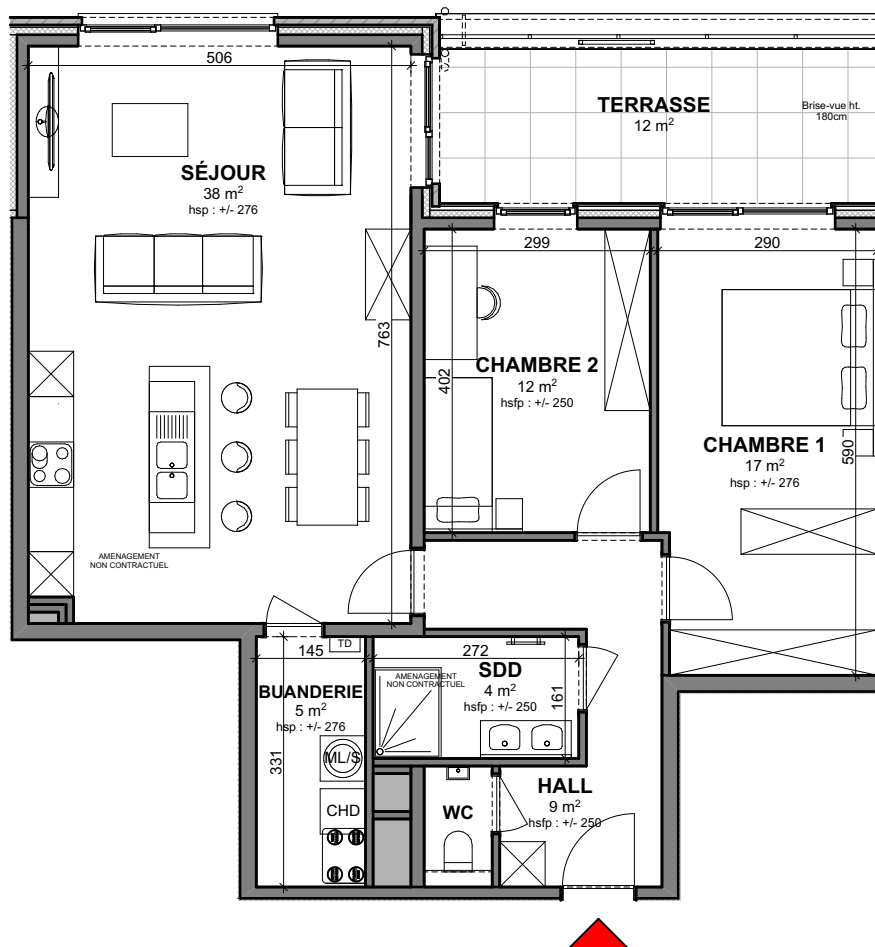 506
TERRASSE
12 m²
Brise-vue ht.
180cm
SÉJOUR
38 m²
hsp : +/- 276
299
290
763
402
CHAMBRE 2
12 m²
hsfp : +/- 250
CHAMBRE 1
17 m²
hsp : +/- 276
590
AMENAGEMENT
NON CONTRACTUEL
TD
145
272
SDD
4 m²
hsfp : +/- 250
161
AMENAGEMENT
NON CONTRACTUEL
BUANDERIE
5 m²
hsp : +/- 276
331
ML/S
CHD
WC
HALL
9 m²
hsfp : +/- 250